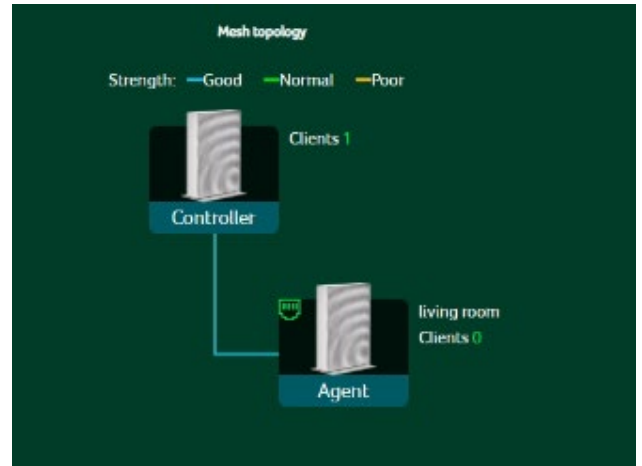 Mesh topology
Strength: Good Normal Poor
Clients 1
Controller
living room
Clients 0
Agent